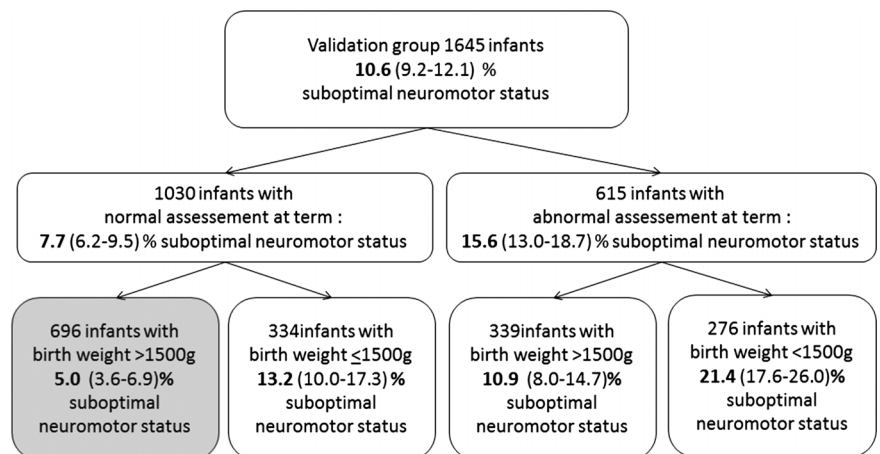 Validation group 1645 infants
10.6 (9.2-12.1) %
suboptimal neuromotor status
1030 infants with
normal assessement at term :
7.7 (6.2-9.5) % suboptimal neuromotor status
615 infants with
abnormal assessement at term :
15.6 (13.0-18.7) % suboptimal neuromotor status
696 infants with
birth weight >1500g
5.0 (3.6-6.9)%
suboptimal
neuromotor status
334infants with
birth weight ≤1500g
13.2 (10.0-17.3) %
suboptimal
neuromotor status
339infants with
birth weight >1500g
10.9 (8.0-14.7)%
suboptimal
neuromotor status
276 infants with
birth weight <1500g
21.4 (17.6-26.0)%
suboptimal
neuromotor status